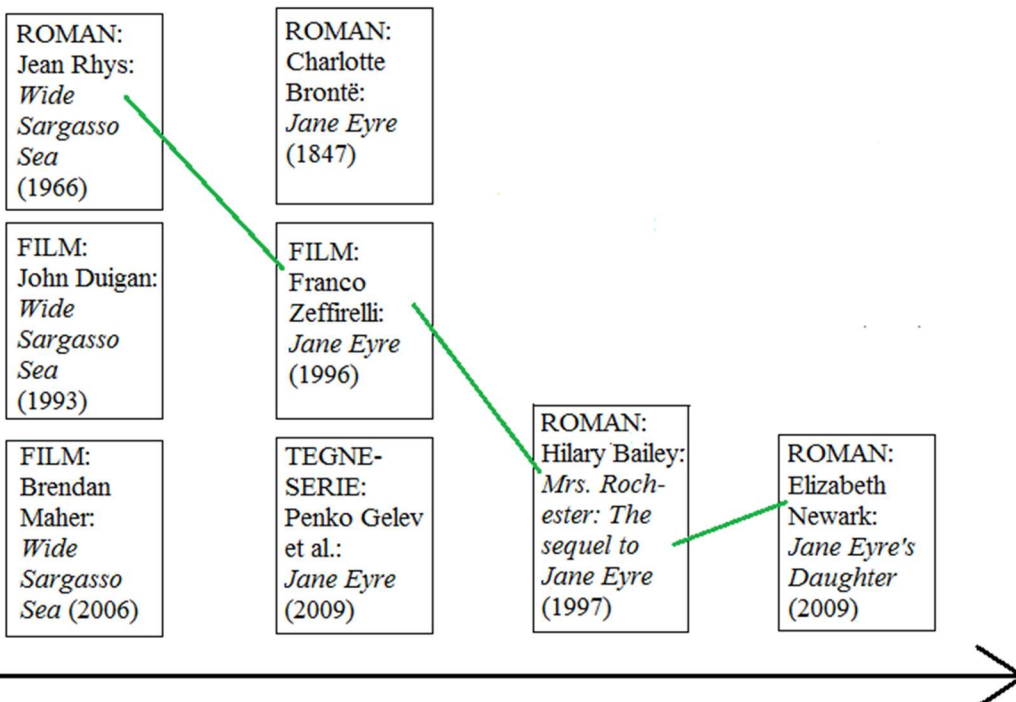 ROMAN:
Jean Rhys:
Wide
Sargasso
Sea
(1966)
FILM:
John Duigan:
Wide
Sargasso
Sea
(1993)
FILM:
Brendan
Maher:
Wide
Sargasso
Sea (2006)
ROMAN:
Charlotte
Brontë:
Jane Eyre
(1847)
FILM:
Franco
Zeffirelli:
Jane Eyre
(1996)
TEGNE-
SERIE:
Penko Gelev
et al.:
Jane Eyre
(2009)
ROMAN:
Hilary Bailey:
Mrs. Roch-
ester: The
sequel to
Jane Eyre
(1997)
ROMAN:
Elizabeth
Newark:
Jane Eyre's
Daughter
(2009)